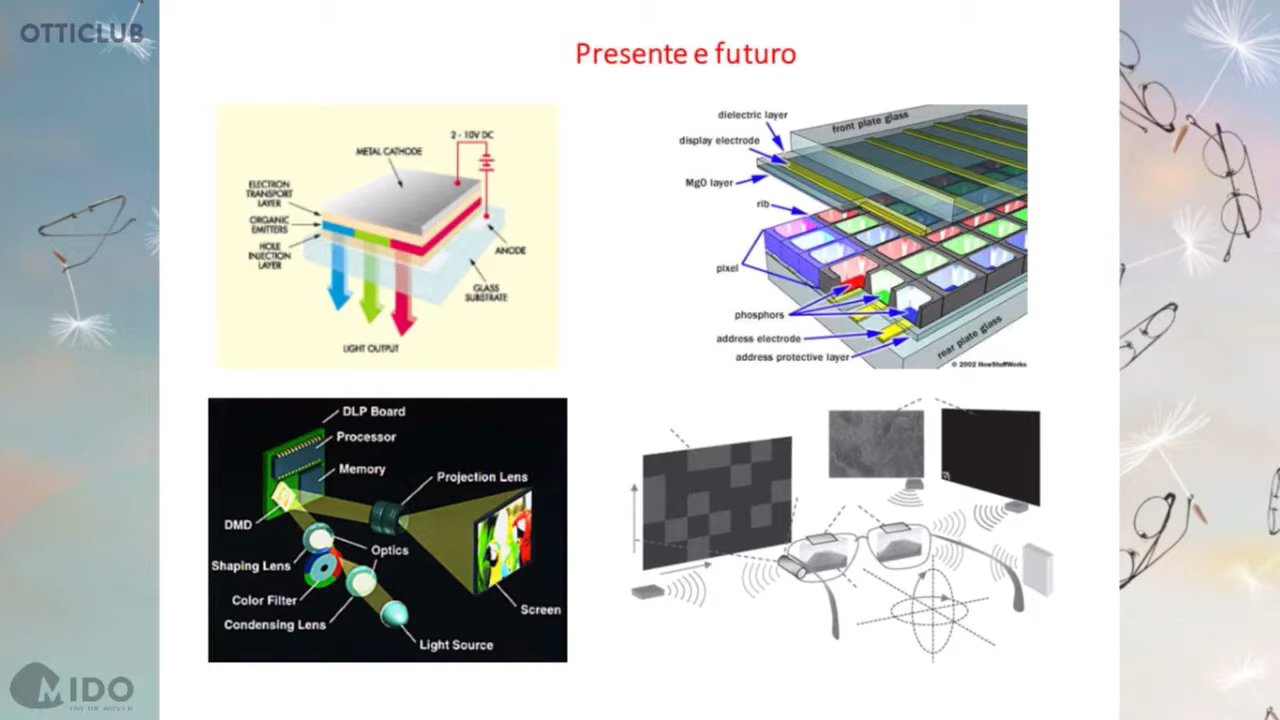 OTTICLUB
Presente e futuro
2 - 10V DC
METAL CATHODE
ELECTRON
TRANSPORT
LAYER
ORGANIC
EMITTERS
HOLE
INJECTION
LAYER
ANODE
GLASS
SUBSTRATE
LIGHT OUTPUT
dielectric layer
front plate glass
display electrode
MgO layer
rib
pixel
phosphors
address electrode
rear plate glass
address protective layer
© 2002 HowStuffWorks
DLP Board
Processor
Memory
Projection Lens
DMD
Optics
Shaping Lens
Color Filter
Screen
Condensing Lens
Light Source
MIDO